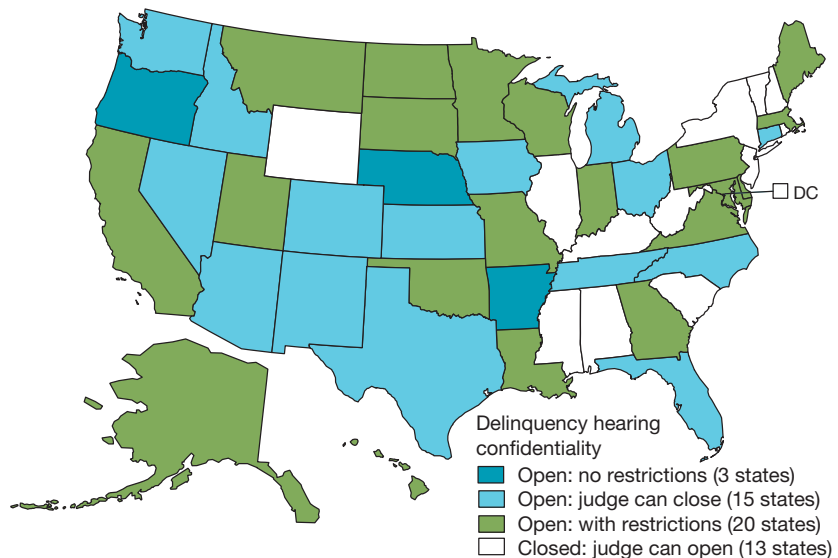 DC
Delinquency hearing
confidentiality
Open: no restrictions (3 states)
Open: judge can close (15 states)
Open: with restrictions (20 states)
Closed: judge can open (13 states)